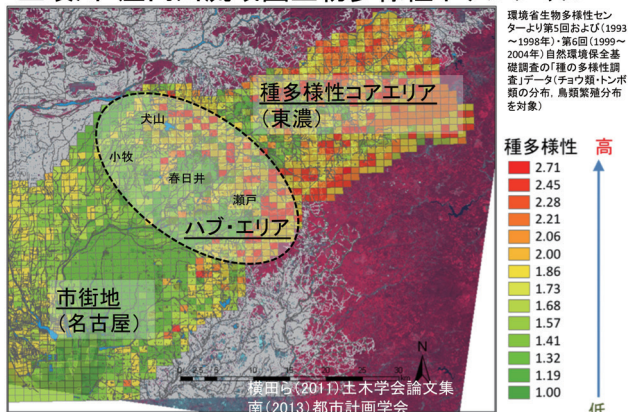 環境省生物多様性セン
ターより第5回および(1993
～1998年)・第6回(1999～
2004年)自然環境保全基
礎調査の「種の多様性調
査」データ(チョウ類・トンボ
類の分布，鳥類繁殖分布
を対象)
種多様性コアエリア
(東濃)
犬山
小牧
春日井
瀬戸
ハブ・エリア
市街地
(名古屋)
種多様性 高
2.71
2.45
2.28
2.21
2.06
2.00
1.86
1.73
1.68
1.57
1.41
1.32
1.19
1.00
低
N
0 2.5 5 10 15 20
横田ら(2011)土木学会論文集
南(2013)都市計画学会